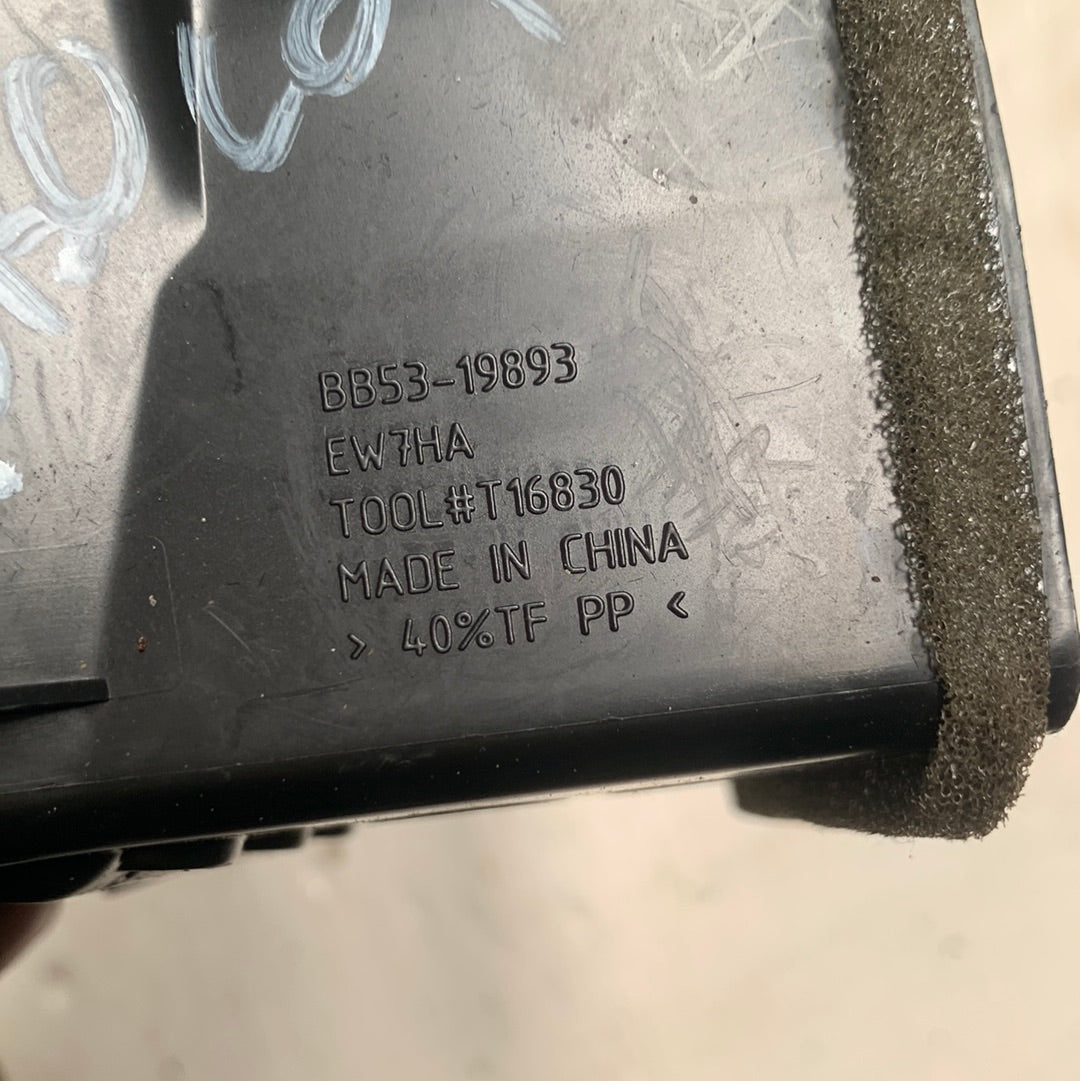 BB53-19893
EW7HA
TOOL#T16830
MADE IN CHINA
> 40%TF PP <